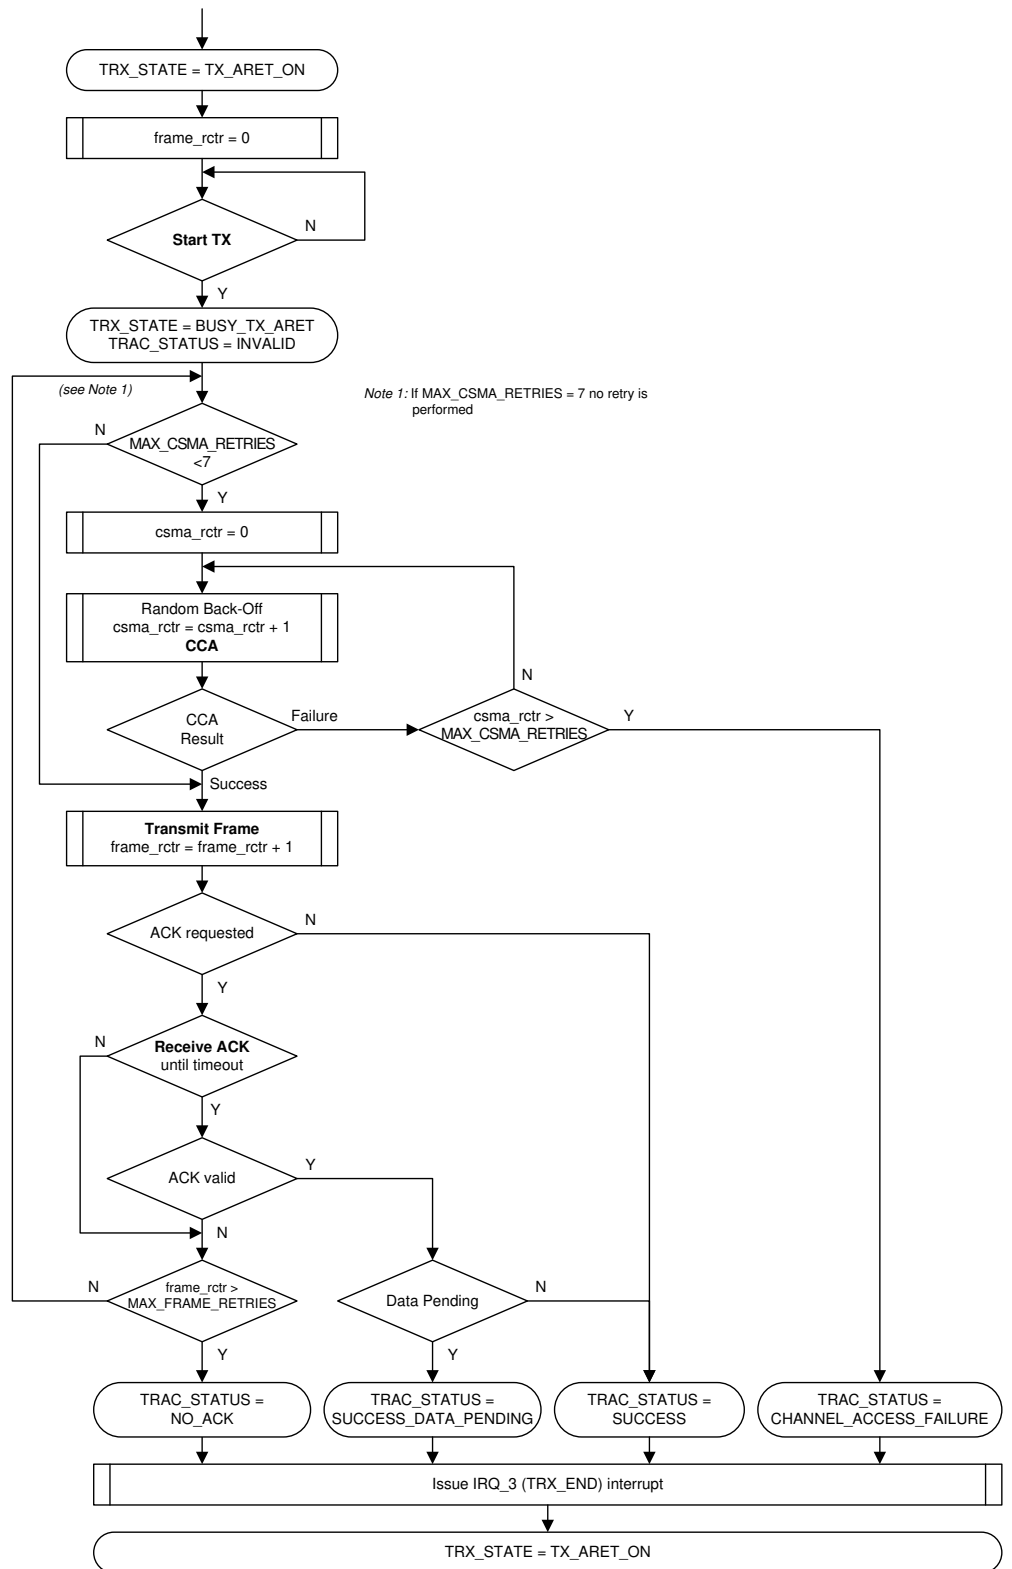 TRX_STATE = TX_ARET_ON
frame_rctr = 0
N
Start TX
Y
TRX_STATE = BUSY_TX_ARET
TRAC_STATUS = INVALID
(see Note 1)
Note 1: If MAX_CSMA_RETRIES = 7 no retry is
performed
N
MAX_CSMA_RETRIES
<7
Y
csma_rctr = 0
Random Back-Off
csma_rctr = csma_rctr + 1
CCA
N
CCA
Result
Failure
csma_rctr >
MAX_CSMA_RETRIES
Y
Success
Transmit Frame
frame_rctr = frame_rctr + 1
ACK requested
N
Y
N
Receive ACK
until timeout
Y
ACK valid
Y
N
N
frame_rctr >
MAX_FRAME_RETRIES
Data Pending
N
Y
Y
TRAC_STATUS =
NO_ACK
TRAC_STATUS =
SUCCESS_DATA_PENDING
TRAC_STATUS =
SUCCESS
TRAC_STATUS =
CHANNEL_ACCESS_FAILURE
Issue IRQ_3 (TRX_END) interrupt
TRX_STATE = TX_ARET_ON